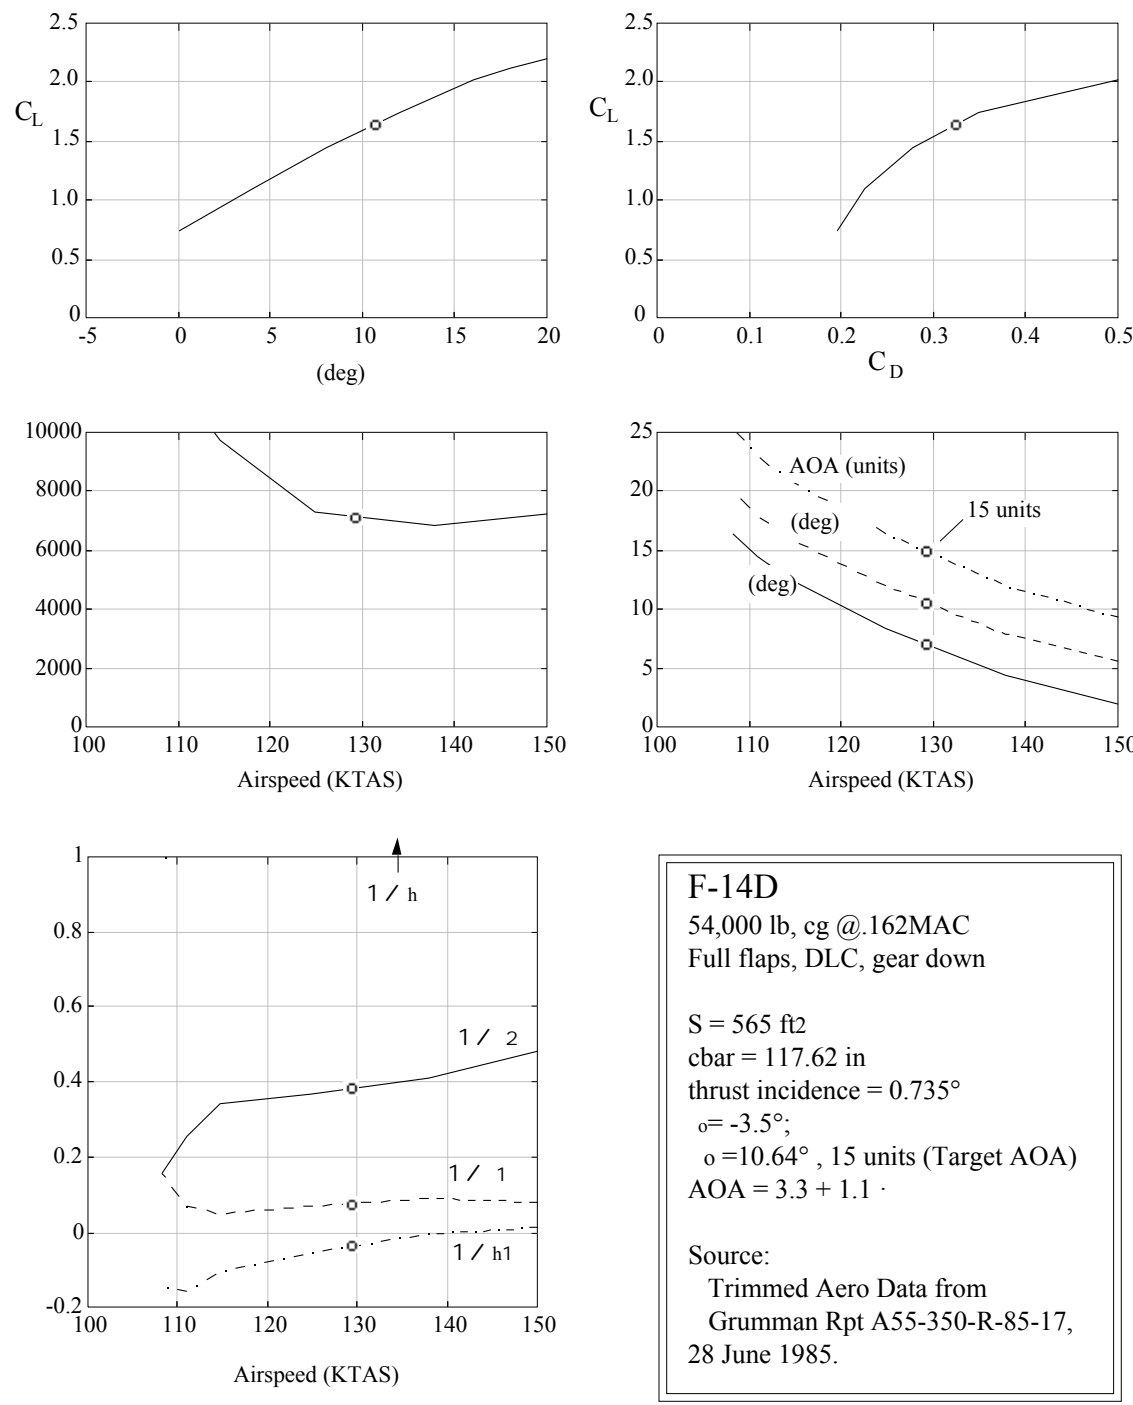 2.5
2.0
C_L
1.5
1.0
0.5
0
-5 0 5 10 15 20
(deg)
2.5
2.0
C_L
1.5
1.0
0.5
0
0 0.1 0.2 0.3 0.4 0.5
C_D
10000
8000
6000
4000
2000
0
100 110 120 130 140 150
Airspeed (KTAS)
25
AOA (units)
20
15 units
(deg)
15
(deg)
10
5
0
100 110 120 130 140 150
Airspeed (KTAS)
1
1/ h
0.8
0.6
1/ 2
0.4
0.2
1/ 1
0
1/ h1
-0.2
100 110 120 130 140 150
Airspeed (KTAS)
F-14D
54,000 lb, cg @.162MAC
Full flaps, DLC, gear down
S = 565 ft2
cbar = 117.62 in
thrust incidence = 0.735°
o= -3.5°;
o =10.64° , 15 units (Target AOA)
AOA = 3.3 + 1.1 ·
Source:
Trimmed Aero Data from
Grumman Rpt A55-350-R-85-17,
28 June 1985.